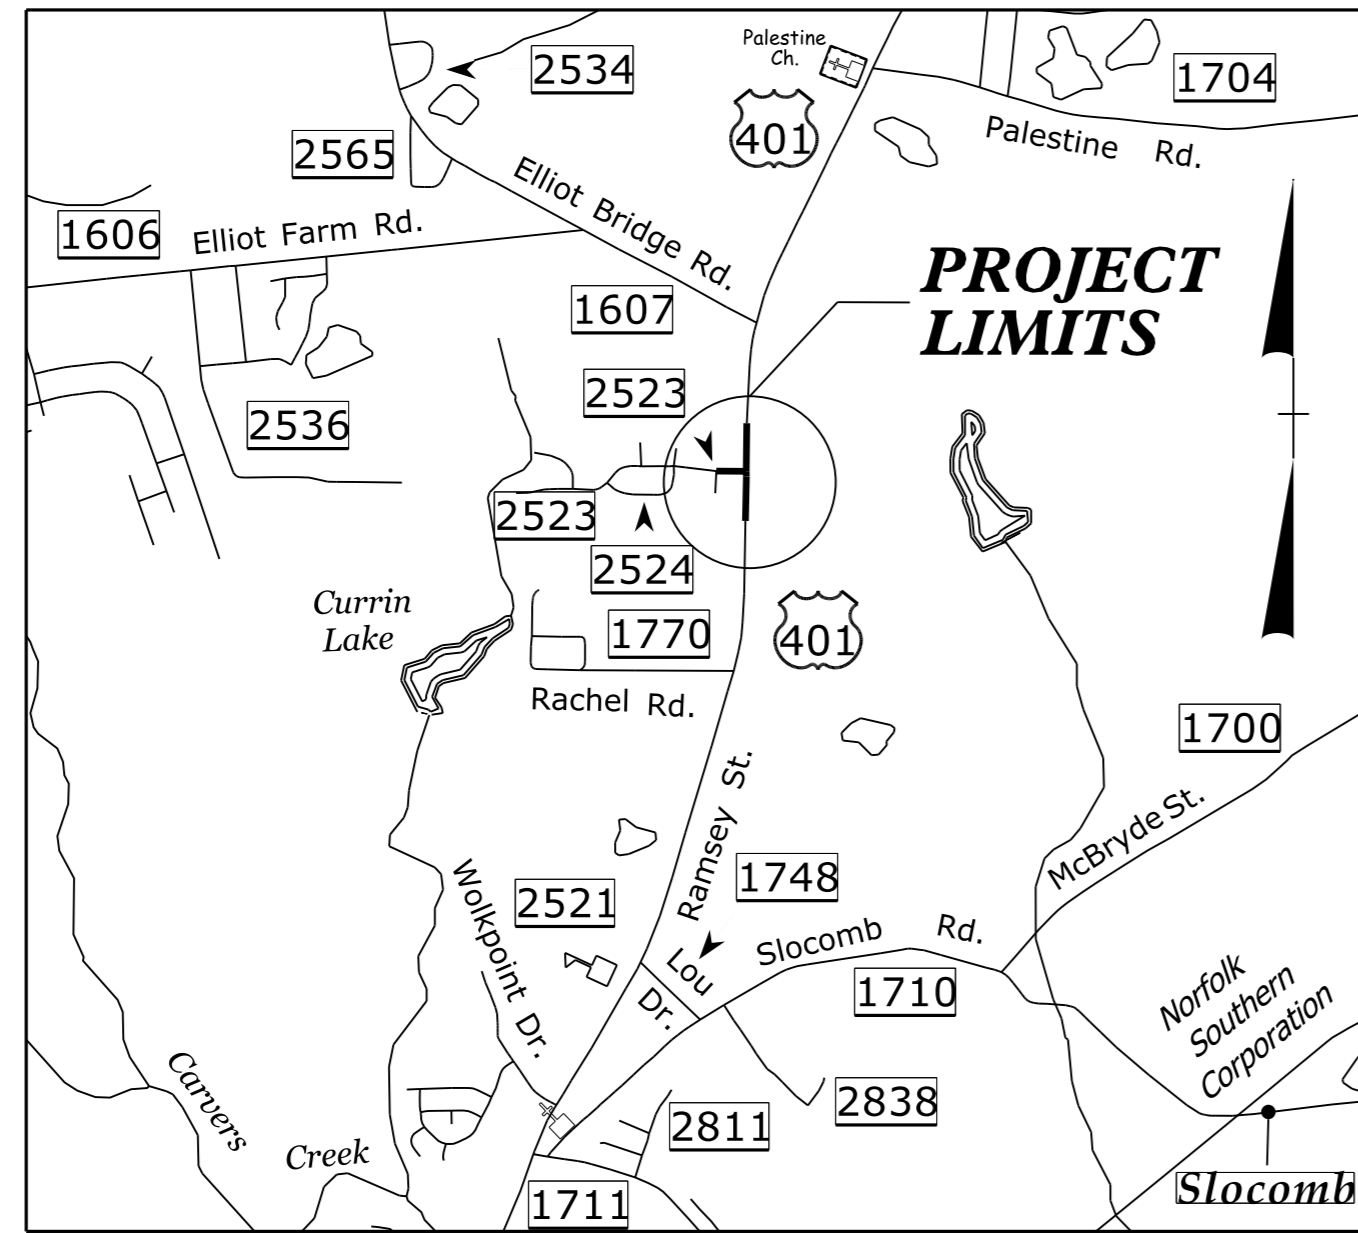 Palestine
Ch.
2534
1704
401
Palestine Rd.
2565
Elliot Bridge Rd.
1606
Elliot Farm Rd.
PROJECT
LIMITS
1607
2523
2536
2523
2524
Currin
Lake
1770
401
Rachel Rd.
1700
Ramsey St.
McBryde St.
1748
Wolkpoint Dr.
2521
Lou
Dr.
Slocomb Rd.
1710
Norfolk
Southern
Corporation
Carvers
Creek
2838
2811
1711
Slocomb